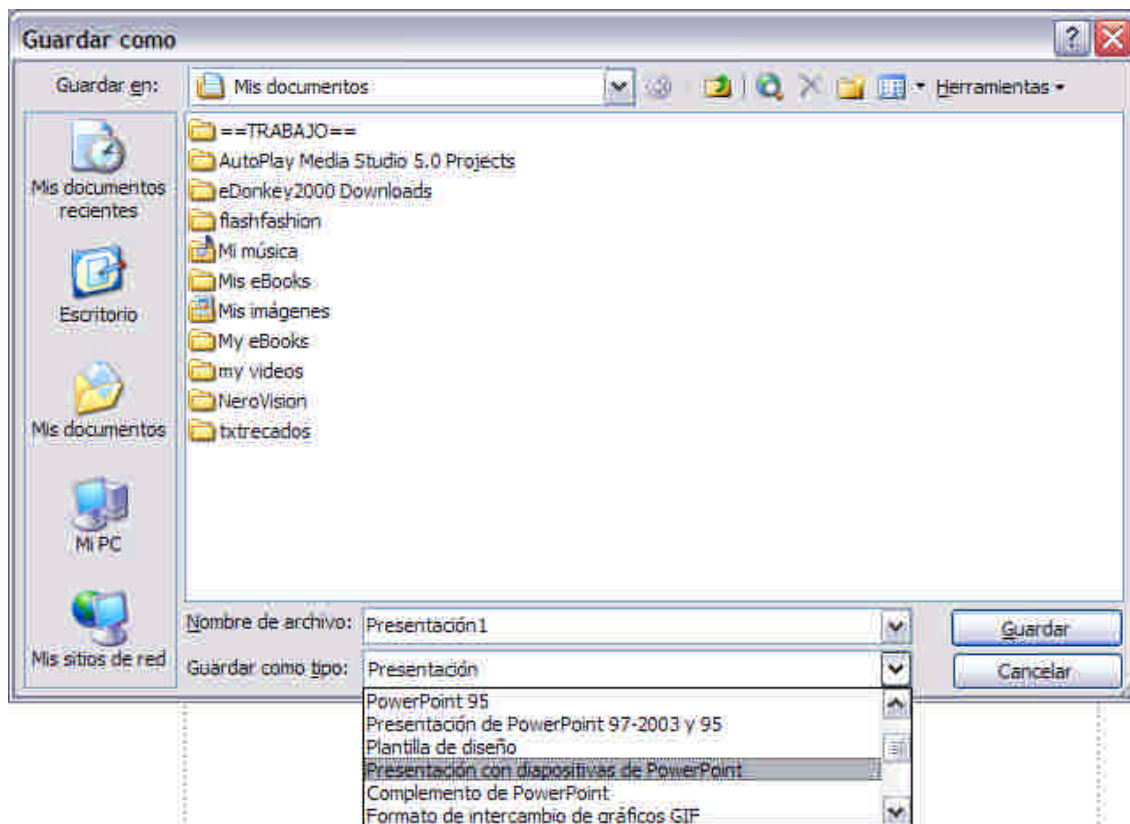 Guardar como
Guardar en:
Mis documentos
Herramientas
Mis documentos
recientes
Escritorio
Mis documentos
Mi PC
Mis sitios de red
==TRABAJO==
AutoPlay Media Studio 5.0 Projects
eDonkey2000 Downloads
flashfashion
Mi música
Mis eBooks
Mis imágenes
My eBooks
my videos
NeroVision
txtrecados
Nombre de archivo:
Presentación1
Guardar
Guardar como tipo:
Presentación
Cancelar
PowerPoint 95
Presentación de PowerPoint 97-2003 y 95
Plantilla de diseño
Presentación con diapositivas de PowerPoint
Complemento de PowerPoint
Formato de intercambio de gráficos GIF